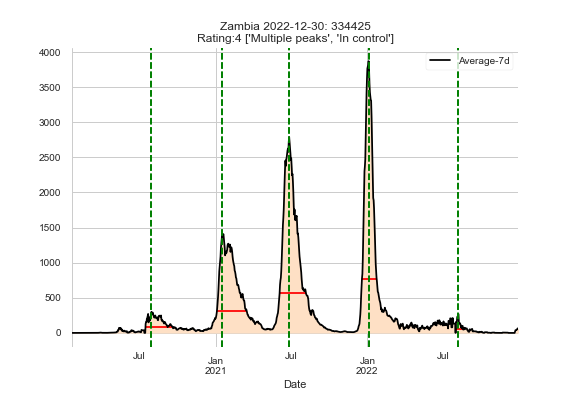 Zambia 2022-12-30: 334425
Rating:4 ['Multiple peaks', 'In control']
Average-7d
4000
3500
3000
2500
2000
1500
1000
500
0
Jul
Jan
2021
Jul
Jan
2022
Jul
Date